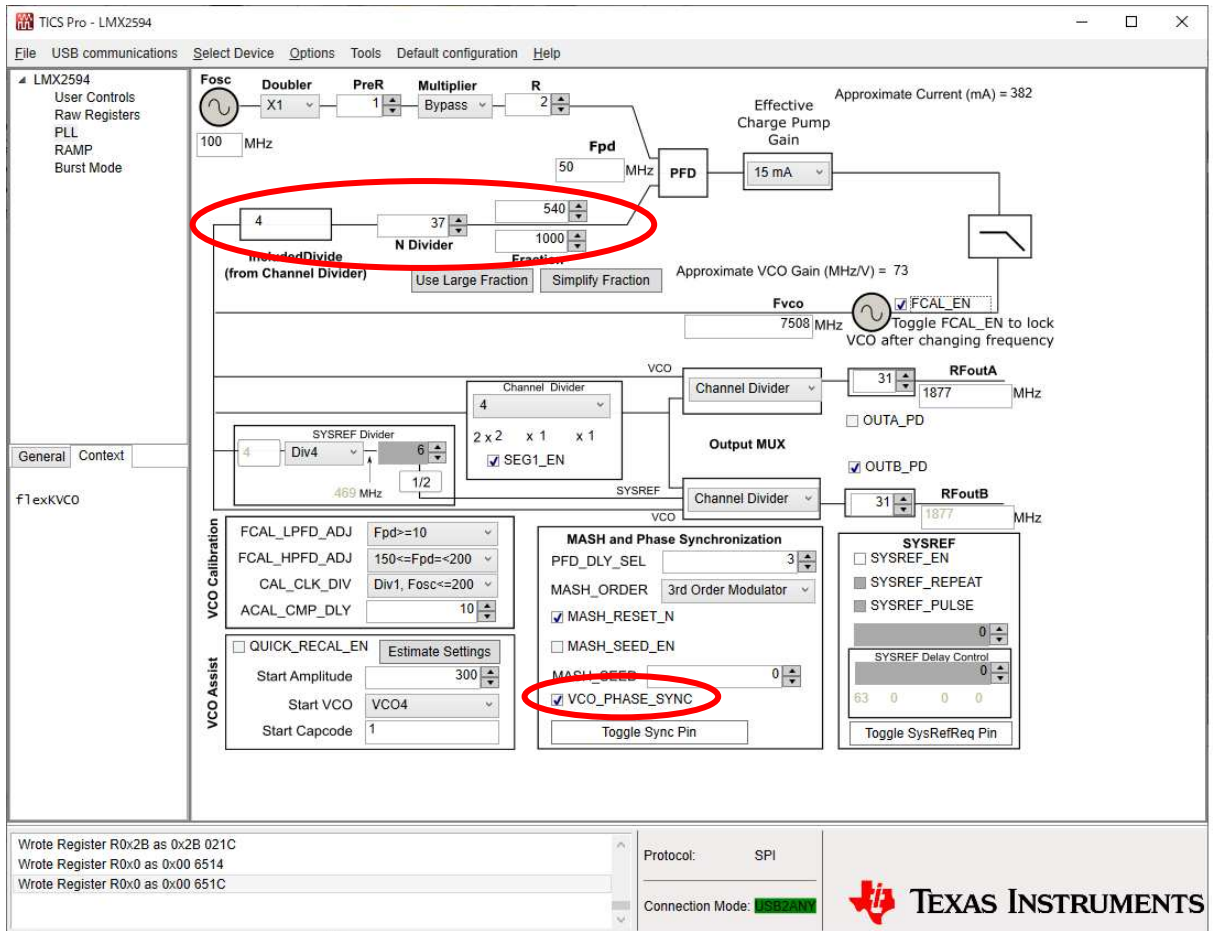 TICS Pro - LMX2594
File USB communications Select Device Options Tools Default configuration Help
LMX2594
User Controls
Raw Registers
PLL
RAMP
Burst Mode
General Context
flexKVCO
Fosc Doubler PreR Multiplier R
X1 1 Bypass 2
100 MHz
Fpd
50 MHz
PFD
Effective
Charge Pump
Gain
15 mA
Approximate Current (mA) = 382
4 37 540
1000
N Divider
IncludedDivide Fraction
(from Channel Divider)
Use Large Fraction Simplify Fraction
Approximate VCO Gain (MHz/V) = 73
Fvco
7508 MHz
FCAL_EN
Toggle FCAL_EN to lock
VCO after changing frequency
VCO
Channel Divider
4
2 x 2 x 1 x 1
SEG1_EN
Channel Divider
31
RFoutA
1877 MHz
OUTA_PD
Output MUX
OUTB_PD
SYSREF Divider
4 Div4 6
469 MHz
1/2
SYSREF
Channel Divider
VCO
31
RFoutB
1877 MHz
VCO Calibration
FCAL_LPFD_ADJ Fpd>=10
FCAL_HPFD_ADJ 150<=Fpd=<200
CAL_CLK_DIV Div1, Fosc<=200
ACAL_CMP_DLY 10
VCO Assist
QUICK_RECAL_EN Estimate Settings
Start Amplitude 300
Start VCO VCO4
Start Capcode 1
MASH and Phase Synchronization
PFD_DLY_SEL 3
MASH_ORDER 3rd Order Modulator
MASH_RESET_N
MASH_SEED_EN
MASH_SEED 0
VCO_PHASE_SYNC
Toggle Sync Pin
SYSREF
SYSREF_EN
SYSREF_REPEAT
SYSREF_PULSE
0
SYSREF Delay Control
0
63 0 0 0
Toggle SysRefReq Pin
Wrote Register R0x2B as 0x2B 021C
Wrote Register R0x0 as 0x00 6514
Wrote Register R0x0 as 0x00 651C
Protocol: SPI
Connection Mode: USB2ANY
TEXAS INSTRUMENTS